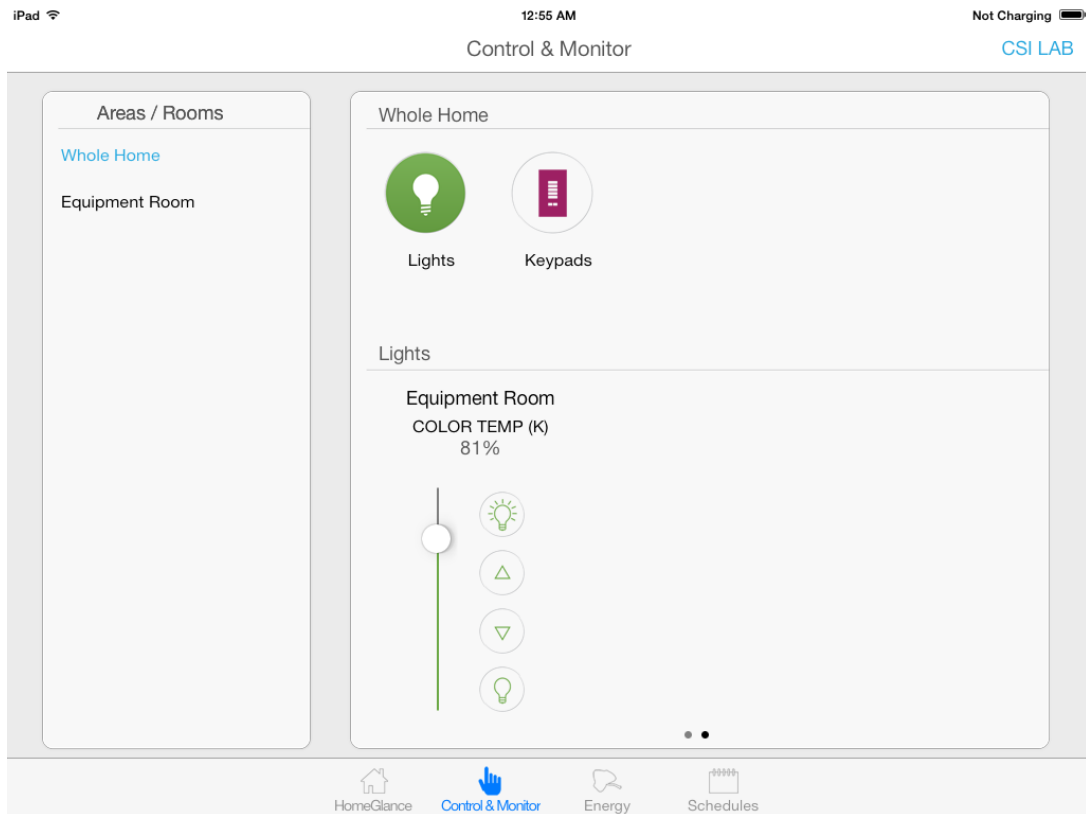 iPad 12:55 AM Not Charging
Control & Monitor CSI LAB
Areas / Rooms
Whole Home
Equipment Room
Whole Home
Lights Keypads
Lights
Equipment Room
COLOR TEMP (K)
81%
HomeGlance Control & Monitor Energy Schedules